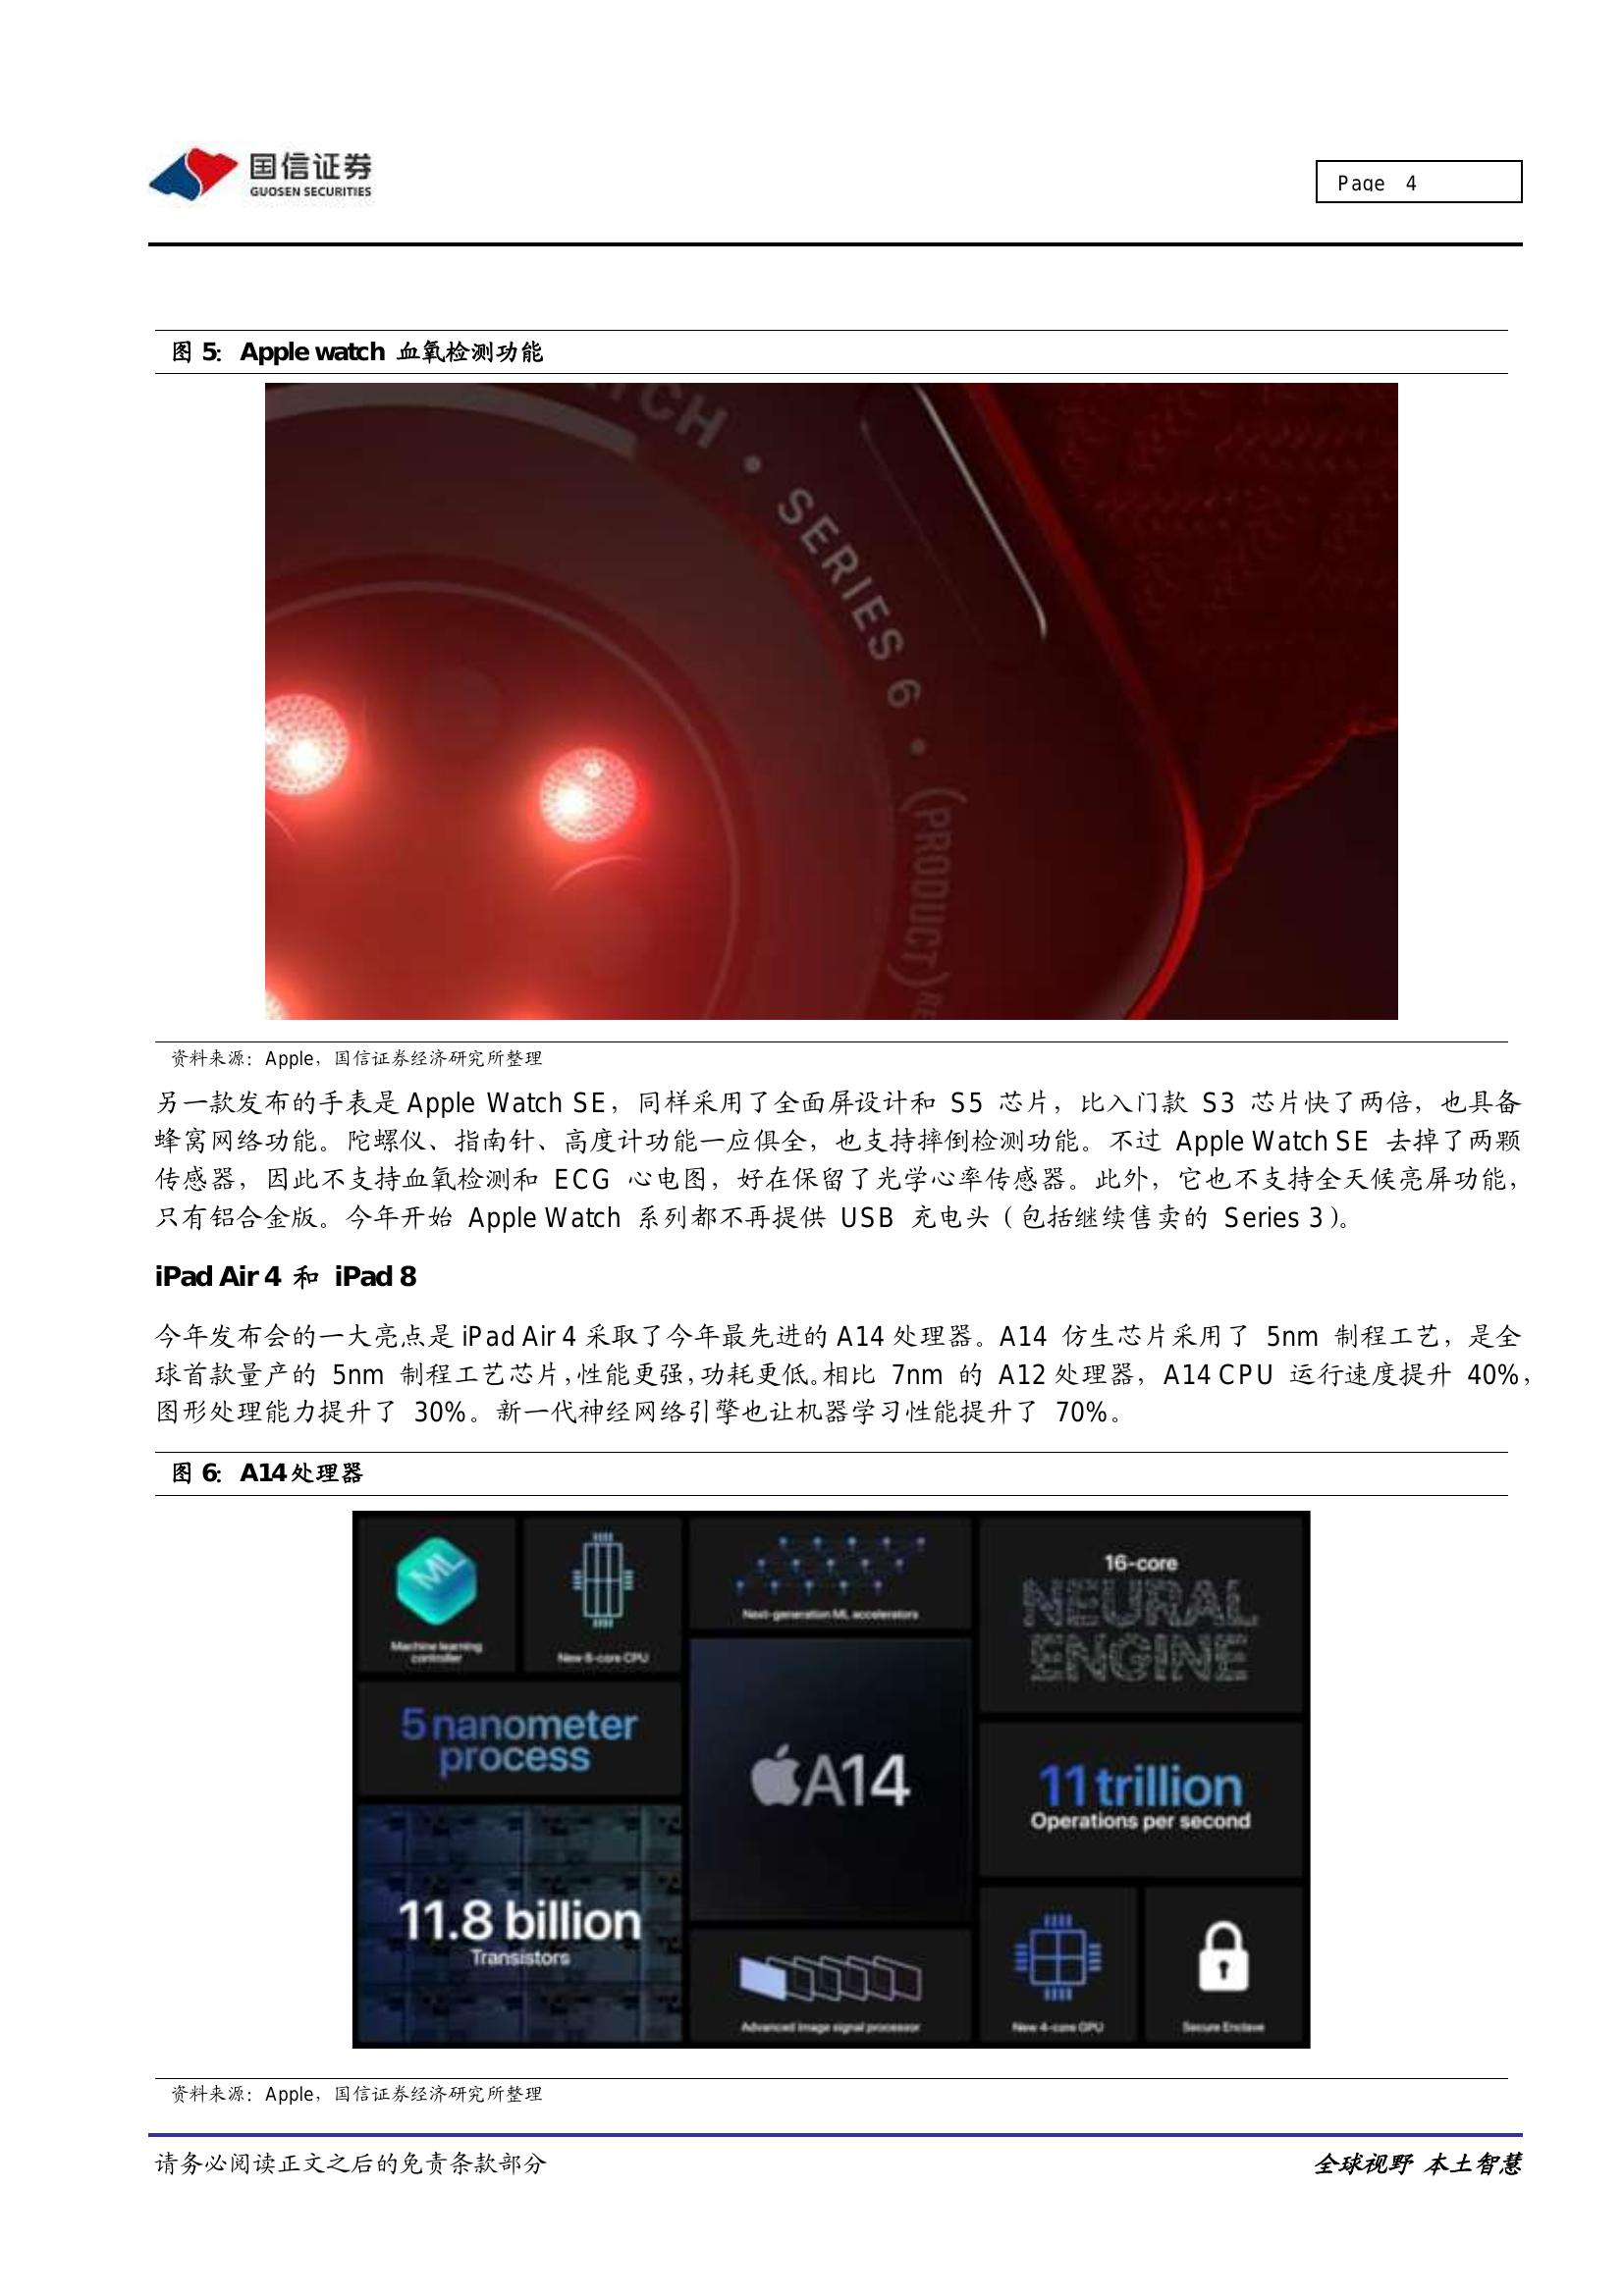 国信证券
GUOSEN SECURITIES
Page 4
图 5： Apple watch 血氧检测功能
TCH • SERIES 6 • (PRODUCT)
资料来源：Apple，国信证券经济研究所整理
另一款发布的手表是 Apple Watch SE，同样采用了全面屏设计和 S5 芯片，比入门款 S3 芯片快了两倍，也具备
蜂窝网络功能。陀螺仪、指南针、高度计功能一应俱全，也支持摔倒检测功能。不过 Apple Watch SE 去掉了两颗
传感器，因此不支持血氧检测和 ECG 心电图，好在保留了光学心率传感器。此外，它也不支持全天候亮屏功能，
只有铝合金版。今年开始 Apple Watch 系列都不再提供 USB 充电头（包括继续售卖的 Series 3）。
iPad Air 4 和 iPad 8
今年发布会的一大亮点是 iPad Air 4 采取了今年最先进的 A14 处理器。A14 仿生芯片采用了 5nm 制程工艺，是全
球首款量产的 5nm 制程工艺芯片，性能更强，功耗更低。相比 7nm 的 A12 处理器，A14 CPU 运行速度提升 40%，
图形处理能力提升了 30%。新一代神经网络引擎也让机器学习性能提升了 70%。
图 6： A14 处理器
ML
Machine learning
controller
New 6-core CPU
Next-generation ML accelerators
16-core
NEURAL
ENGINE
5 nanometer
process
A14
11 trillion
Operations per second
11.8 billion
Transistors
Advanced image signal processor
New 4-core GPU
Secure Enclave
资料来源：Apple，国信证券经济研究所整理
请务必阅读正文之后的免责条款部分
全球视野 本土智慧